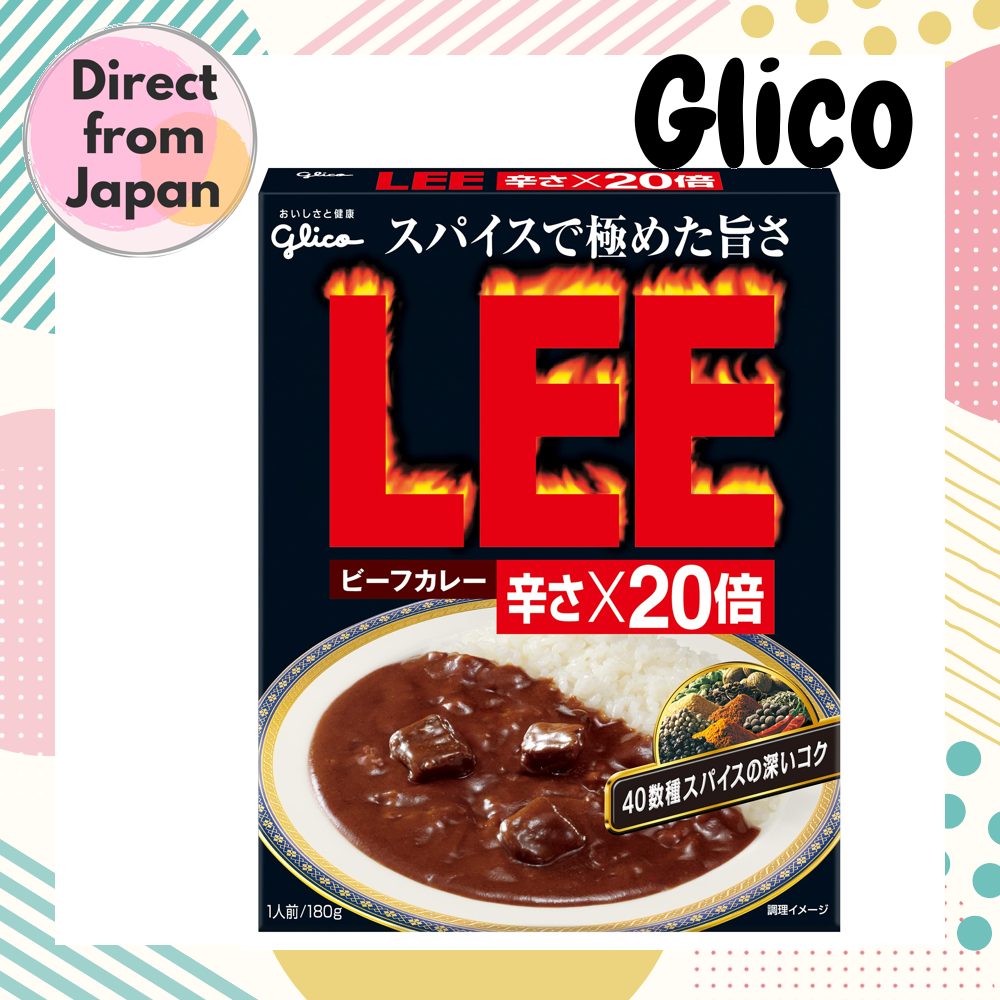 Direct
from
Japan
Glico
Glico LEE 辛さ×20倍
おいしさと健康
Glico
スパイスで極めた旨さ
LEE
ビーフカレー
辛さ×20倍
40数種スパイスの深いコク
1人前/180g
調理イメージ